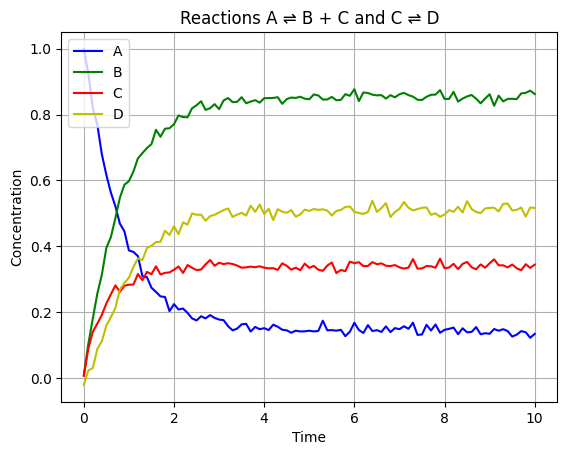 Reactions A ⇌ B + C and C ⇌ D
A
B
C
D
Concentration
1.0
0.8
0.6
0.4
0.2
0.0
0
2
4
6
8
10
Time